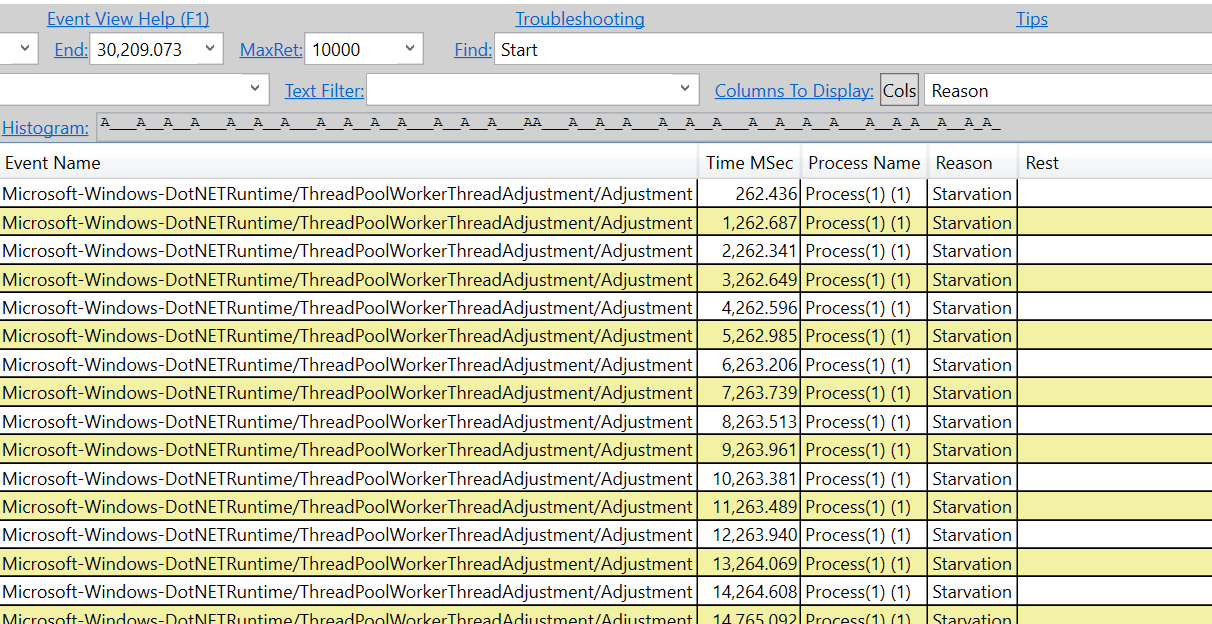 Event View Help (F1) Troubleshooting Tips
End: 30,209.073 MaxRet: 10000 Find: Start
Text Filter: Columns To Display: Cols Reason
Histogram: A___A__A_A__A___A__A__A___A__A__A__A___A__A__A___AA___A__A__A___A__A__A___A__A__A__A___A__A_A__A__A_A_
Event Name Time MSec Process Name Reason Rest
Microsoft-Windows-DotNETRuntime/ThreadPoolWorkerThreadAdjustment/Adjustment 262.436 Process(1) (1) Starvation
Microsoft-Windows-DotNETRuntime/ThreadPoolWorkerThreadAdjustment/Adjustment 1,262.687 Process(1) (1) Starvation
Microsoft-Windows-DotNETRuntime/ThreadPoolWorkerThreadAdjustment/Adjustment 2,262.341 Process(1) (1) Starvation
Microsoft-Windows-DotNETRuntime/ThreadPoolWorkerThreadAdjustment/Adjustment 3,262.649 Process(1) (1) Starvation
Microsoft-Windows-DotNETRuntime/ThreadPoolWorkerThreadAdjustment/Adjustment 4,262.596 Process(1) (1) Starvation
Microsoft-Windows-DotNETRuntime/ThreadPoolWorkerThreadAdjustment/Adjustment 5,262.985 Process(1) (1) Starvation
Microsoft-Windows-DotNETRuntime/ThreadPoolWorkerThreadAdjustment/Adjustment 6,263.206 Process(1) (1) Starvation
Microsoft-Windows-DotNETRuntime/ThreadPoolWorkerThreadAdjustment/Adjustment 7,263.739 Process(1) (1) Starvation
Microsoft-Windows-DotNETRuntime/ThreadPoolWorkerThreadAdjustment/Adjustment 8,263.513 Process(1) (1) Starvation
Microsoft-Windows-DotNETRuntime/ThreadPoolWorkerThreadAdjustment/Adjustment 9,263.961 Process(1) (1) Starvation
Microsoft-Windows-DotNETRuntime/ThreadPoolWorkerThreadAdjustment/Adjustment 10,263.381 Process(1) (1) Starvation
Microsoft-Windows-DotNETRuntime/ThreadPoolWorkerThreadAdjustment/Adjustment 11,263.489 Process(1) (1) Starvation
Microsoft-Windows-DotNETRuntime/ThreadPoolWorkerThreadAdjustment/Adjustment 12,263.940 Process(1) (1) Starvation
Microsoft-Windows-DotNETRuntime/ThreadPoolWorkerThreadAdjustment/Adjustment 13,264.069 Process(1) (1) Starvation
Microsoft-Windows-DotNETRuntime/ThreadPoolWorkerThreadAdjustment/Adjustment 14,264.608 Process(1) (1) Starvation
Microsoft-Windows-DotNETRuntime/ThreadPoolWorkerThreadAdjustment/Adjustment 14,765.092 Process(1) (1) Starvation